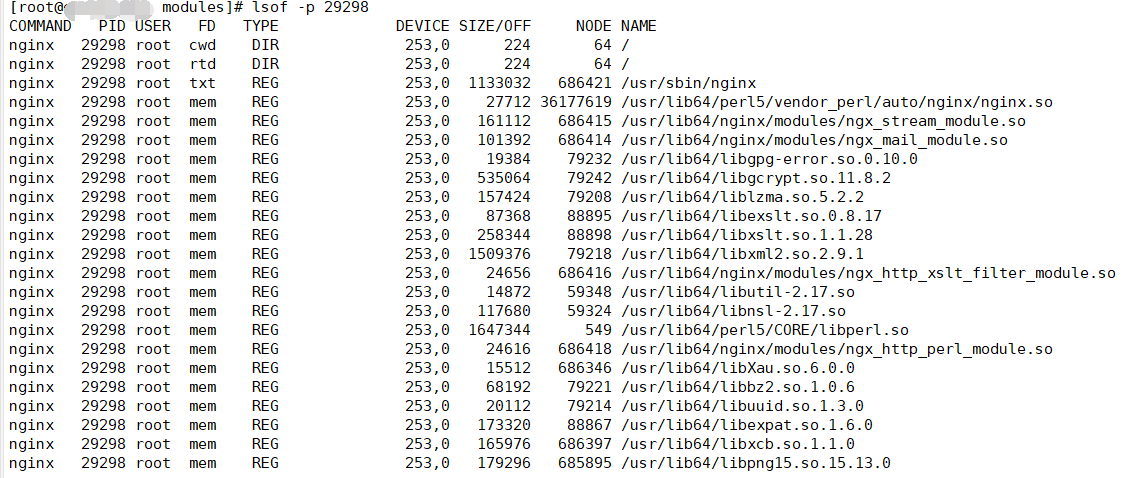 [root@ modules]# lsof -p 29298
COMMAND PID USER FD TYPE DEVICE SIZE/OFF NODE NAME
nginx 29298 root cwd DIR 253,0 224 64 /
nginx 29298 root rtd DIR 253,0 224 64 /
nginx 29298 root txt REG 253,0 1133032 686421 /usr/sbin/nginx
nginx 29298 root mem REG 253,0 27712 36177619 /usr/lib64/perl5/vendor_perl/auto/nginx/nginx.so
nginx 29298 root mem REG 253,0 161112 686415 /usr/lib64/nginx/modules/ngx_stream_module.so
nginx 29298 root mem REG 253,0 101392 686414 /usr/lib64/nginx/modules/ngx_mail_module.so
nginx 29298 root mem REG 253,0 19384 79232 /usr/lib64/libgpg-error.so.0.10.0
nginx 29298 root mem REG 253,0 535064 79242 /usr/lib64/libgcrypt.so.11.8.2
nginx 29298 root mem REG 253,0 157424 79208 /usr/lib64/liblzma.so.5.2.2
nginx 29298 root mem REG 253,0 87368 88895 /usr/lib64/libexslt.so.0.8.17
nginx 29298 root mem REG 253,0 258344 88898 /usr/lib64/libxslt.so.1.1.28
nginx 29298 root mem REG 253,0 1509376 79218 /usr/lib64/libxml2.so.2.9.1
nginx 29298 root mem REG 253,0 24656 686416 /usr/lib64/nginx/modules/ngx_http_xslt_filter_module.so
nginx 29298 root mem REG 253,0 14872 59348 /usr/lib64/libutil-2.17.so
nginx 29298 root mem REG 253,0 117680 59324 /usr/lib64/libnsl-2.17.so
nginx 29298 root mem REG 253,0 1647344 549 /usr/lib64/perl5/CORE/libperl.so
nginx 29298 root mem REG 253,0 24616 686418 /usr/lib64/nginx/modules/ngx_http_perl_module.so
nginx 29298 root mem REG 253,0 15512 686346 /usr/lib64/libXau.so.6.0.0
nginx 29298 root mem REG 253,0 68192 79221 /usr/lib64/libbz2.so.1.0.6
nginx 29298 root mem REG 253,0 20112 79214 /usr/lib64/libuuid.so.1.3.0
nginx 29298 root mem REG 253,0 173320 88867 /usr/lib64/libexpat.so.1.6.0
nginx 29298 root mem REG 253,0 165976 686397 /usr/lib64/libxcb.so.1.1.0
nginx 29298 root mem REG 253,0 179296 685895 /usr/lib64/libpng15.so.15.13.0